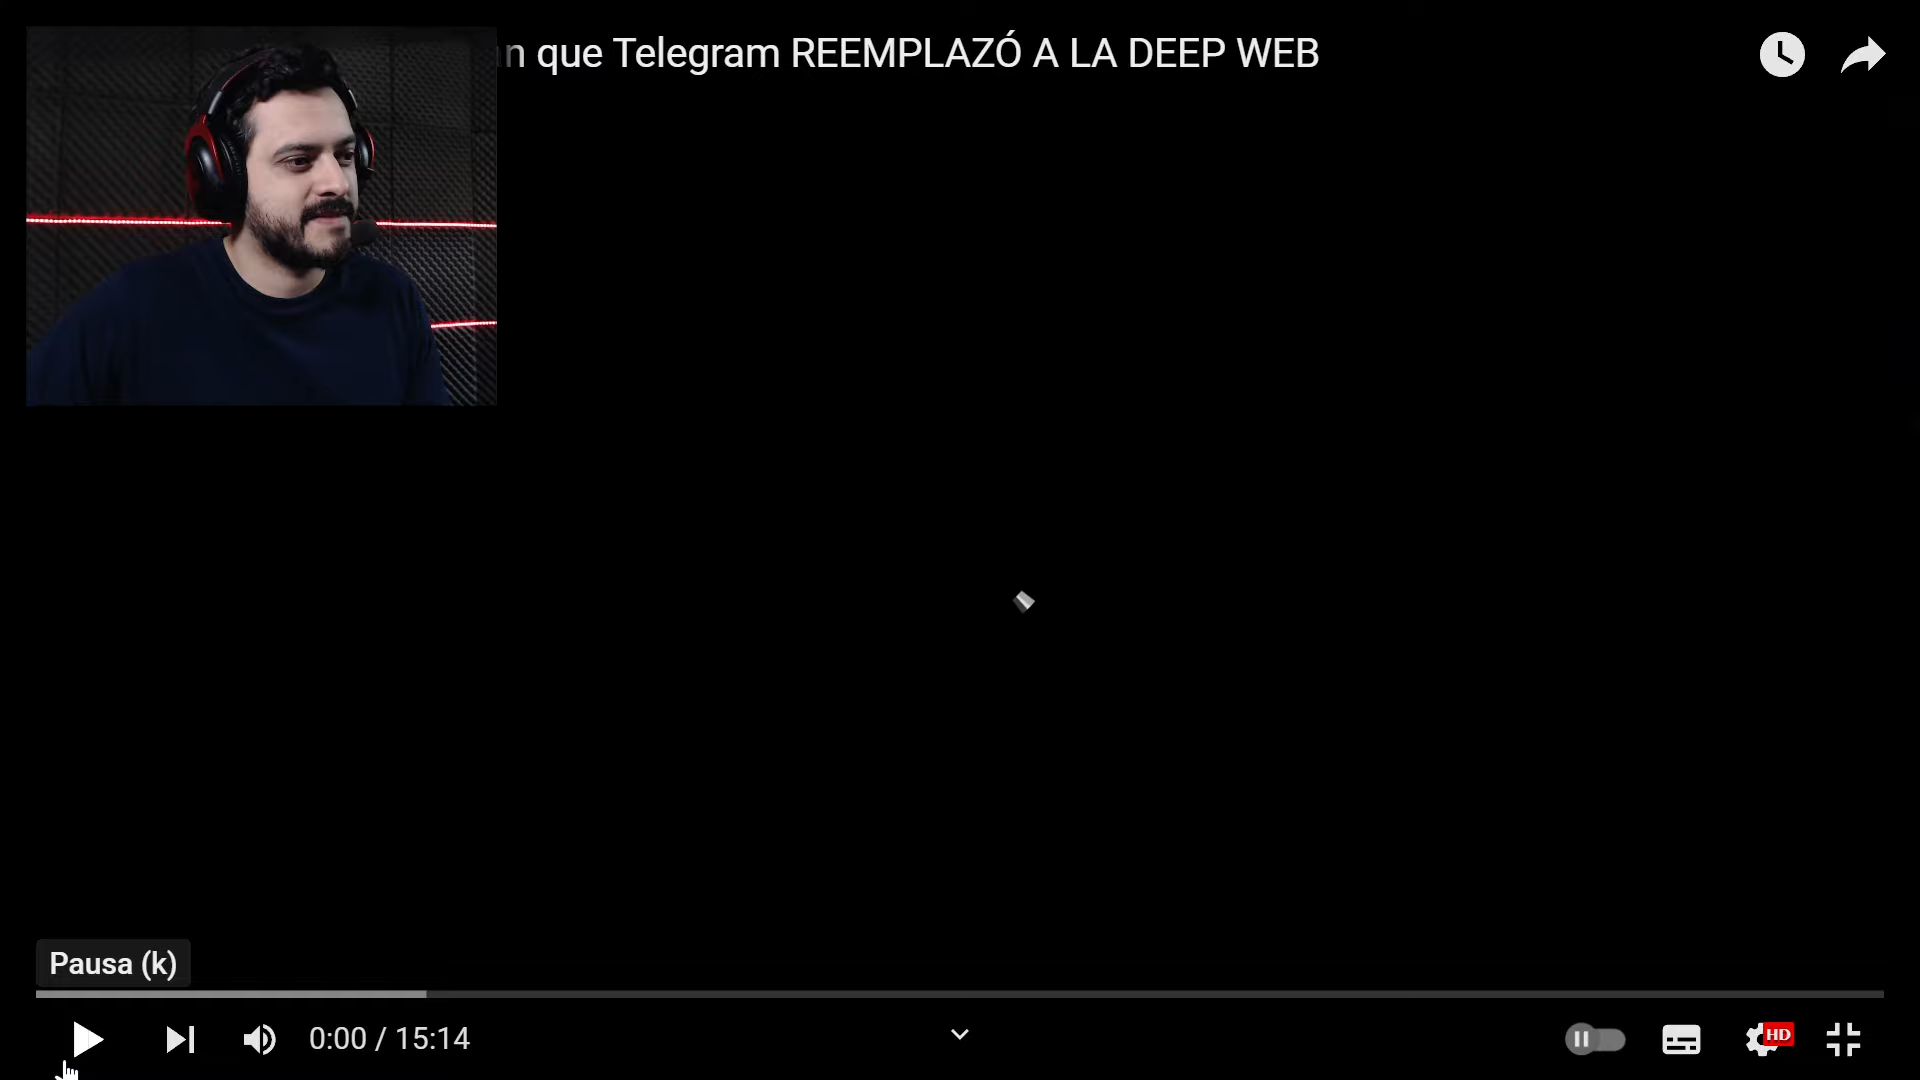 que Telegram REEMPLAZÓ A LA DEEP WEB
Pausa (k)
0:00 / 15:14
HD